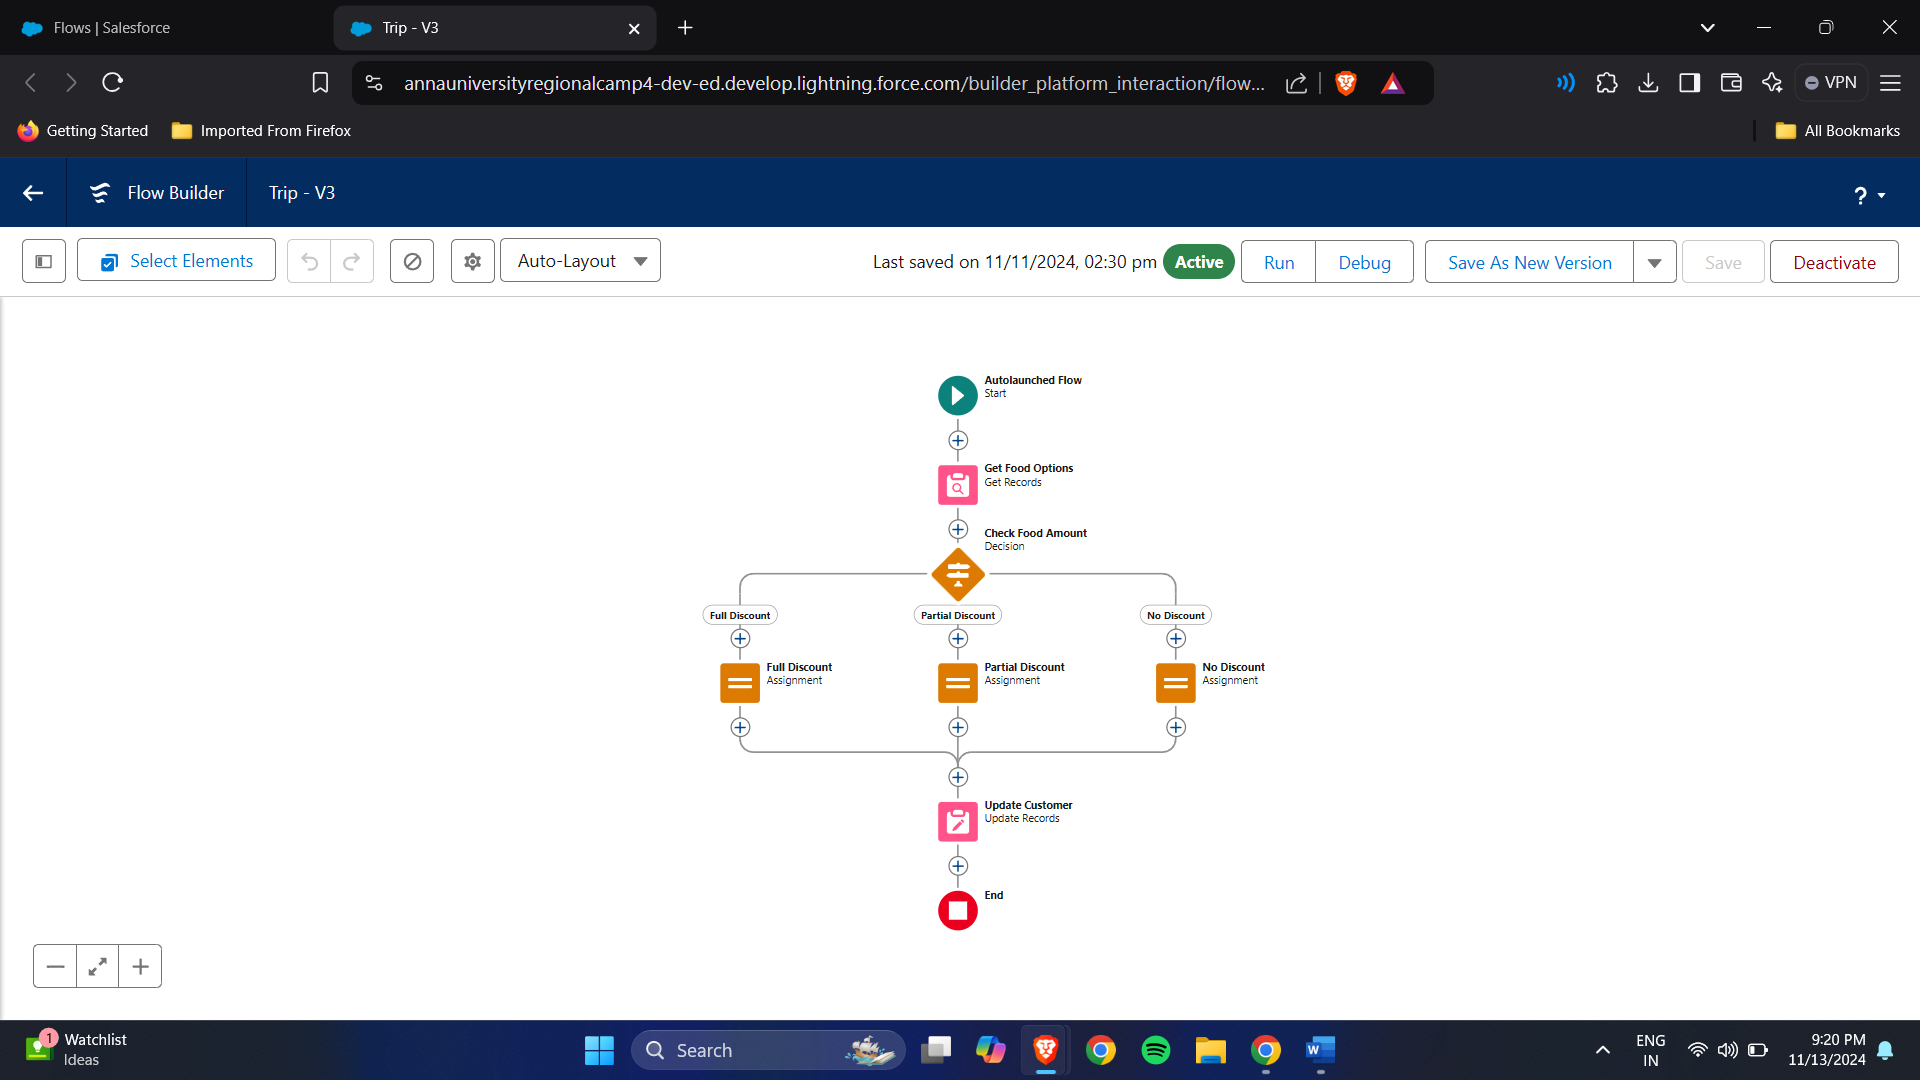 Flows | Salesforce
Trip - V3
annauniversityregionalcamp4-dev-ed.develop.lightning.force.com/builder_platform_interaction/flow...
VPN
Getting Started
Imported From Firefox
All Bookmarks
Flow Builder
Trip - V3
?
Select Elements
Auto-Layout
Last saved on 11/11/2024, 02:30 pm
Active
Run
Debug
Save As New Version
Save
Deactivate
Autolaunched Flow
Start
Get Food Options
Get Records
Check Food Amount
Decision
Full Discount
Partial Discount
No Discount
Full Discount
Assignment
Partial Discount
Assignment
No Discount
Assignment
Update Customer
Update Records
End
1
Watchlist
Ideas
Search
W
ENG
IN
9:20 PM
11/13/2024